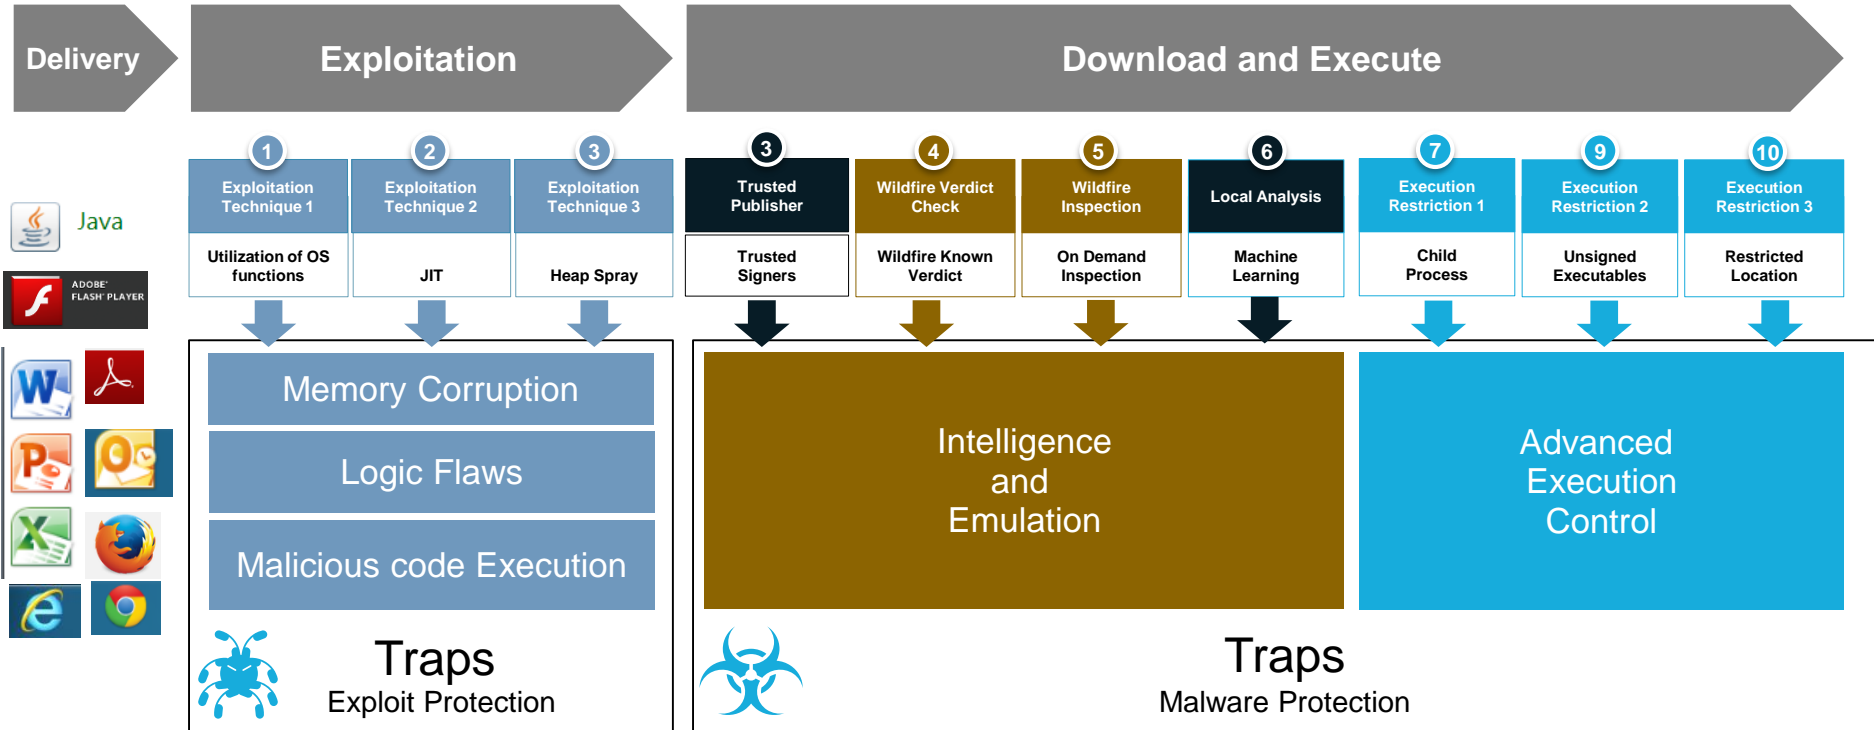 Delivery
Exploitation
Download and Execute
1
2
3
3
4
5
6
7
9
10
Exploitation
Technique 1
Exploitation
Technique 2
Exploitation
Technique 3
Trusted
Publisher
Wildfire Verdict
Check
Wildfire
Inspection
Local Analysis
Execution
Restriction 1
Execution
Restriction 2
Execution
Restriction 3
Utilization of OS
functions
JIT
Heap Spray
Trusted
Signers
Wildfire Known
Verdict
On Demand
Inspection
Machine
Learning
Child
Process
Unsigned
Executables
Restricted
Location
Java
ADOBE®
FLASH® PLAYER
Memory Corruption
Logic Flaws
Malicious code Execution
Intelligence
and
Emulation
Advanced
Execution
Control
Traps
Exploit Protection
Traps
Malware Protection